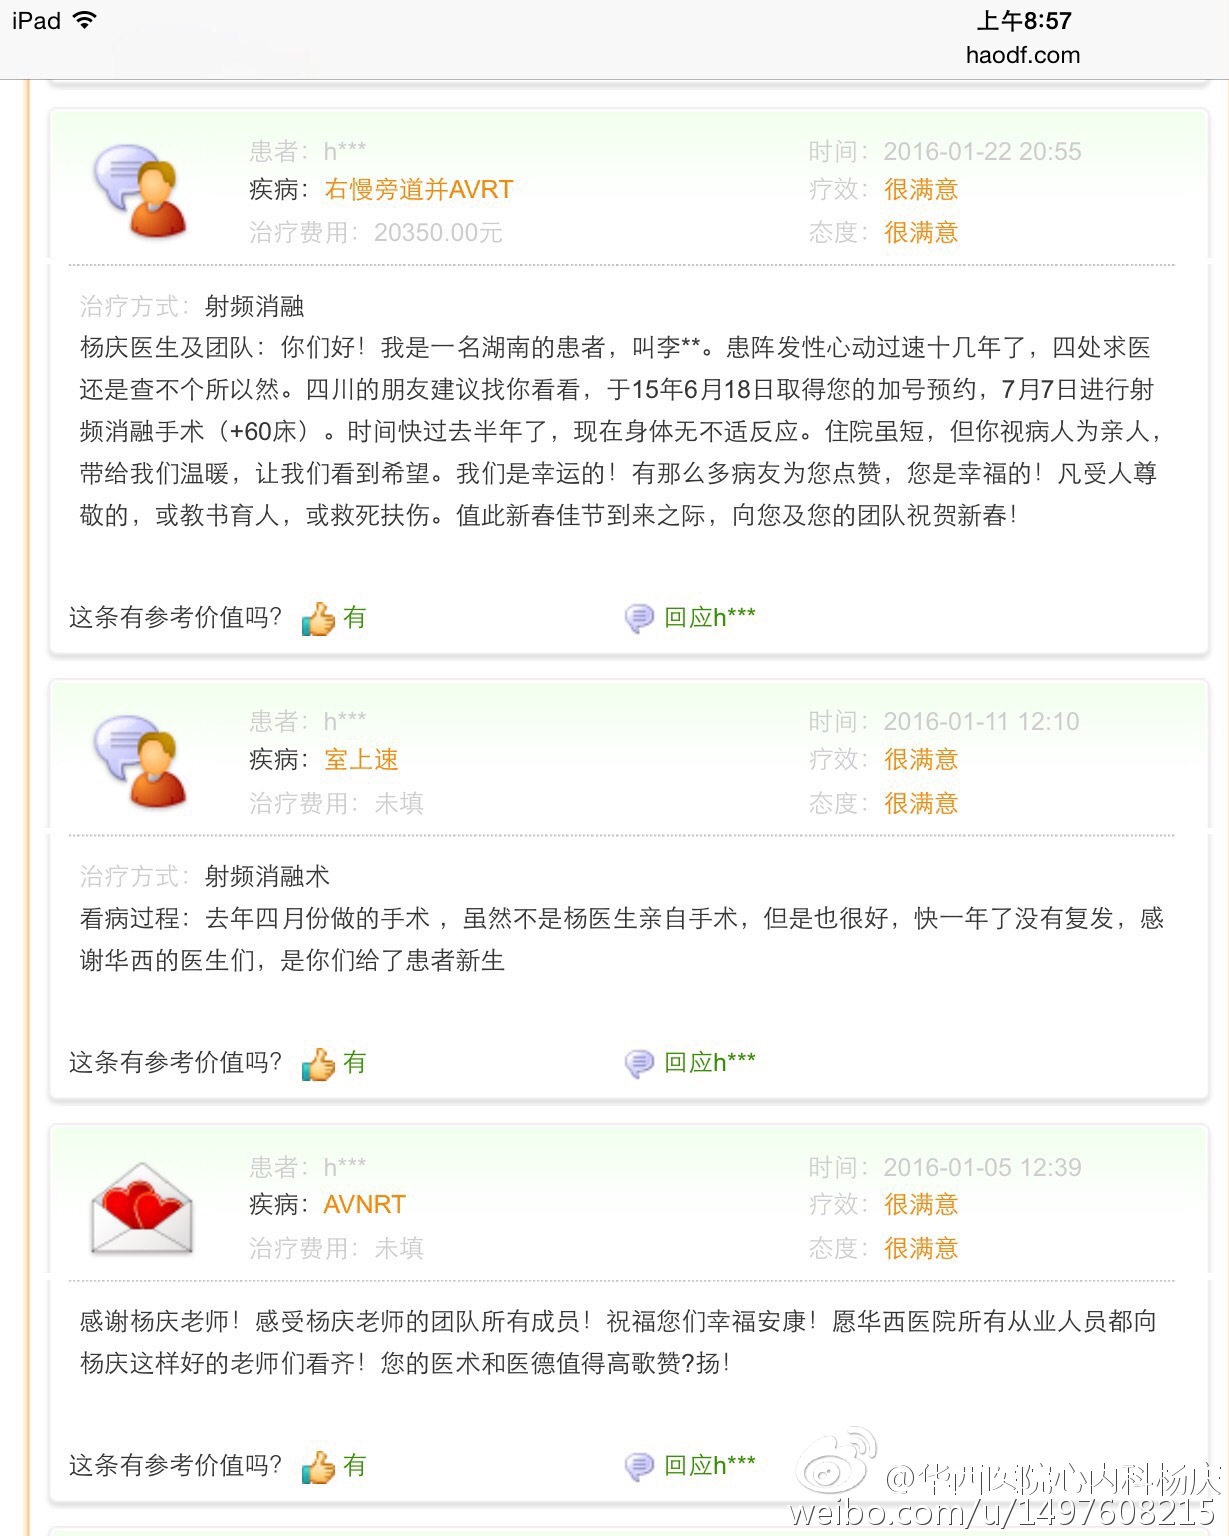 iPad
上午8:57
haodf.com
患者：h***
时间：2016-01-22 20:55
疾病：右慢旁道并AVRT
疗效：很满意
治疗费用：20350.00元
态度：很满意
治疗方式：射频消融
杨庆医生及团队：你们好！我是一名湖南的患者，叫李**。患阵发性心动过速十几年了，四处求医
还是查不个所以然。四川的朋友建议找你看看，于15年6月18日取得您的加号预约，7月7日进行射
频消融手术（+60床）。时间快过去半年了，现在身体无不适反应。住院虽短，但你视病人为亲人，
带给我们温暖，让我们看到希望。我们是幸运的！有那么多病友为您点赞，您是幸福的！凡受人尊
敬的，或教书育人，或救死扶伤。值此新春佳节到来之际，向您及您的团队祝贺新春！
这条有参考价值吗？ 有
回应h***
患者：h***
时间：2016-01-11 12:10
疾病：室上速
疗效：很满意
治疗费用：未填
态度：很满意
治疗方式：射频消融术
看病过程：去年四月份做的手术 ，虽然不是杨医生亲自手术，但是也很好，快一年了没有复发，感
谢华西的医生们，是你们给了患者新生
这条有参考价值吗？ 有
回应h***
患者：h***
时间：2016-01-05 12:39
疾病：AVNRT
疗效：很满意
治疗费用：未填
态度：很满意
感谢杨庆老师！感受杨庆老师的团队所有成员！祝福您们幸福安康！愿华西医院所有从业人员都向
杨庆这样好的老师们看齐！您的医术和医德值得高歌赞?扬！
这条有参考价值吗？ 有
回应h***
@华西医院心内科杨庆
weibo.com/u/1497608215